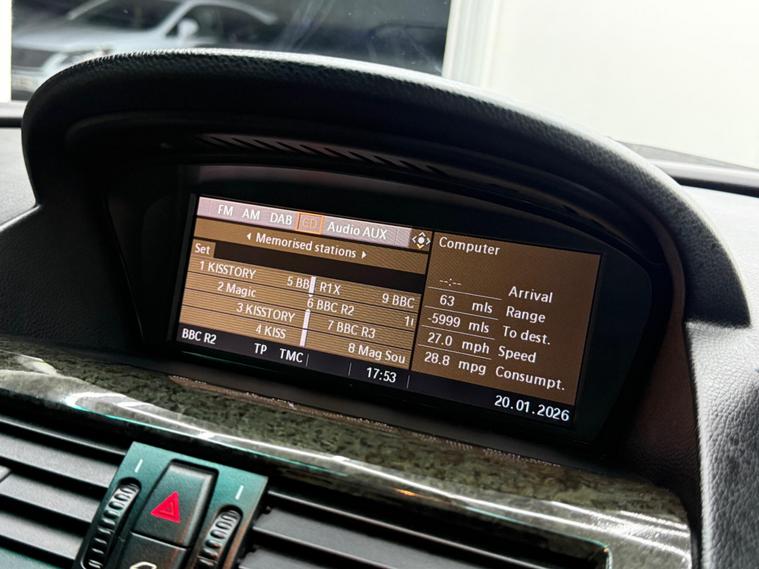 FM AM DAB CD Audio AUX
Memorised stations
Set
1 KISSTORY
2 Magic
3 KISSTORY
4 KISS
5 BB
R1X
6 BBC R2
7 BBC R3
8 Mag Sou
9 BBC
BBC R2 TP TMC 17:53
Computer
--:-- Arrival
63 mls Range
-5999 mls To dest.
27.0 mph Speed
28.8 mpg Consumpt.
20.01.2026